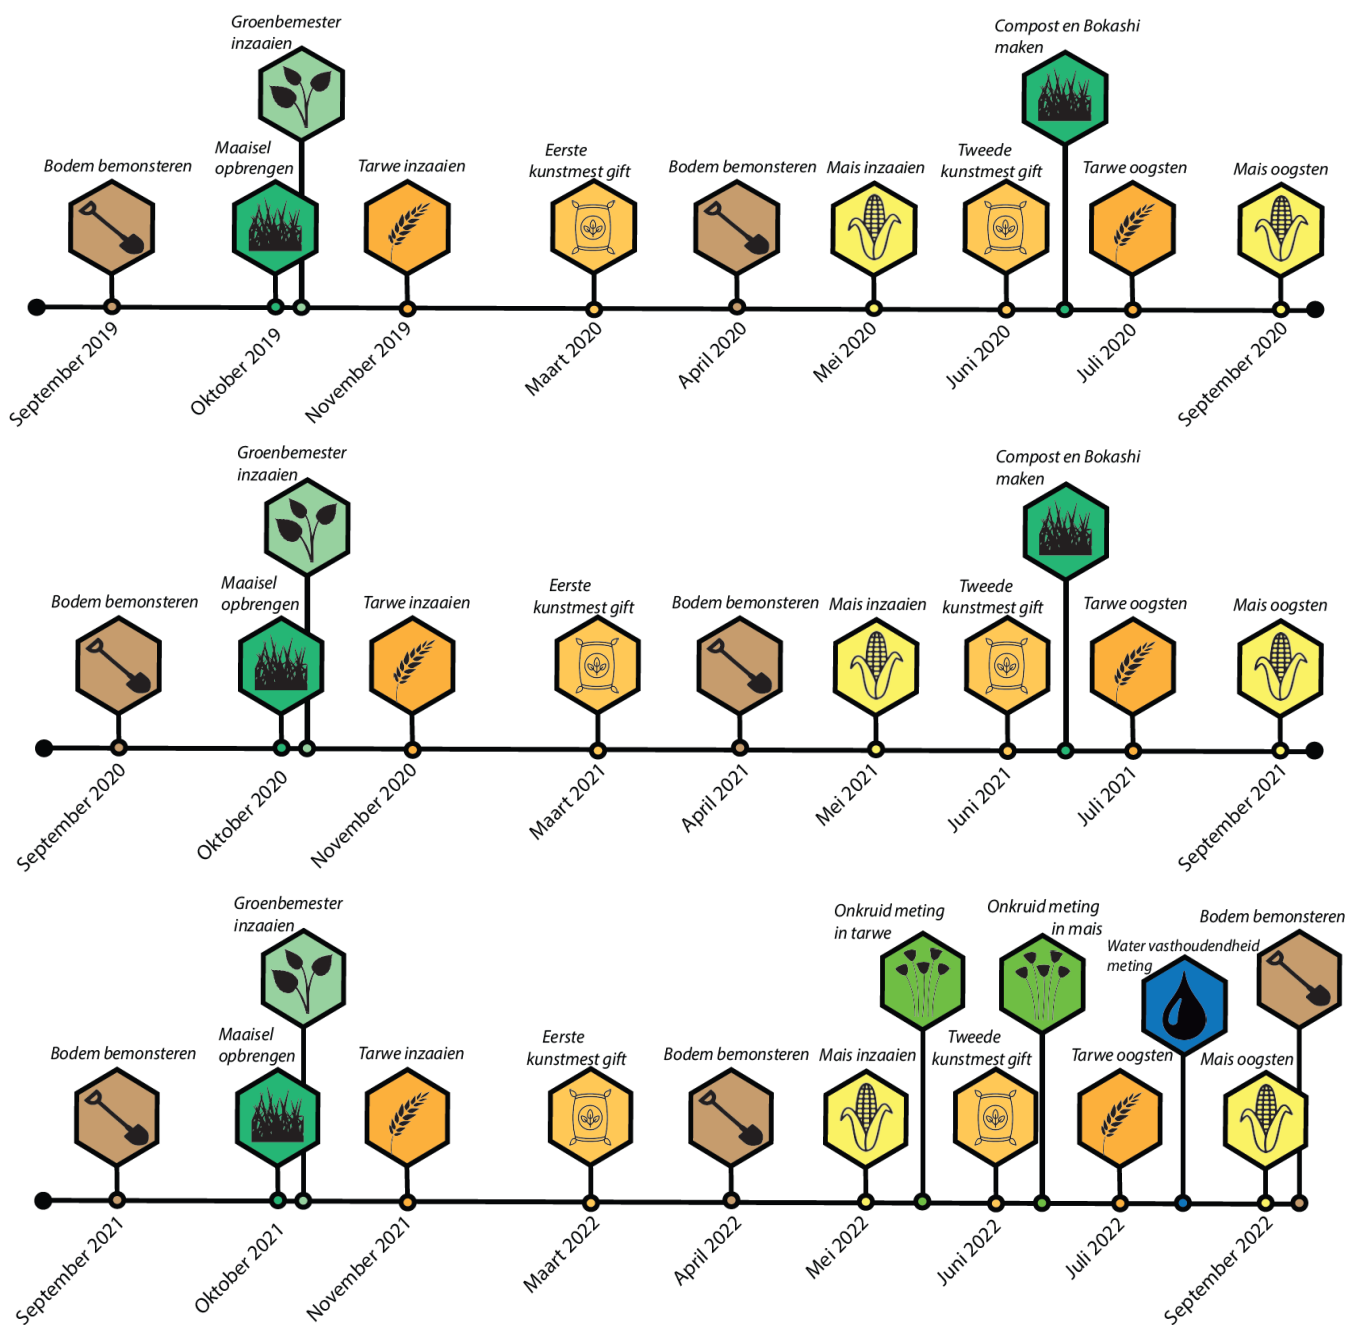 Groenbemester
inzaaien
Compost en Bokashi
maken
Bodem bemonsteren
Maaisel
opbrengen
Tarwe inzaaien
Eerste
kunstmest gift
Bodem bemonsteren
Mais inzaaien
Tweede
kunstmest gift
Tarwe oogsten
Mais oogsten
September 2019
Oktober 2019
November 2019
Maart 2020
April 2020
Mei 2020
Juni 2020
Juli 2020
September 2020
Groenbemester
inzaaien
Compost en Bokashi
maken
Bodem bemonsteren
Maaisel
opbrengen
Tarwe inzaaien
Eerste
kunstmest gift
Bodem bemonsteren
Mais inzaaien
Tweede
kunstmest gift
Tarwe oogsten
Mais oogsten
September 2020
Oktober 2020
November 2020
Maart 2021
April 2021
Mei 2021
Juni 2021
Juli 2021
September 2021
Groenbemester
inzaaien
Onkruid meting
in tarwe
Onkruid meting
in mais
Water vasthoudendheid
meting
Bodem bemonsteren
Bodem bemonsteren
Maaisel
opbrengen
Tarwe inzaaien
Eerste
kunstmest gift
Bodem bemonsteren
Mais inzaaien
Tweede
kunstmest gift
Tarwe oogsten
Mais oogsten
September 2021
Oktober 2021
November 2021
Maart 2022
April 2022
Mei 2022
Juni 2022
Juli 2022
September 2022